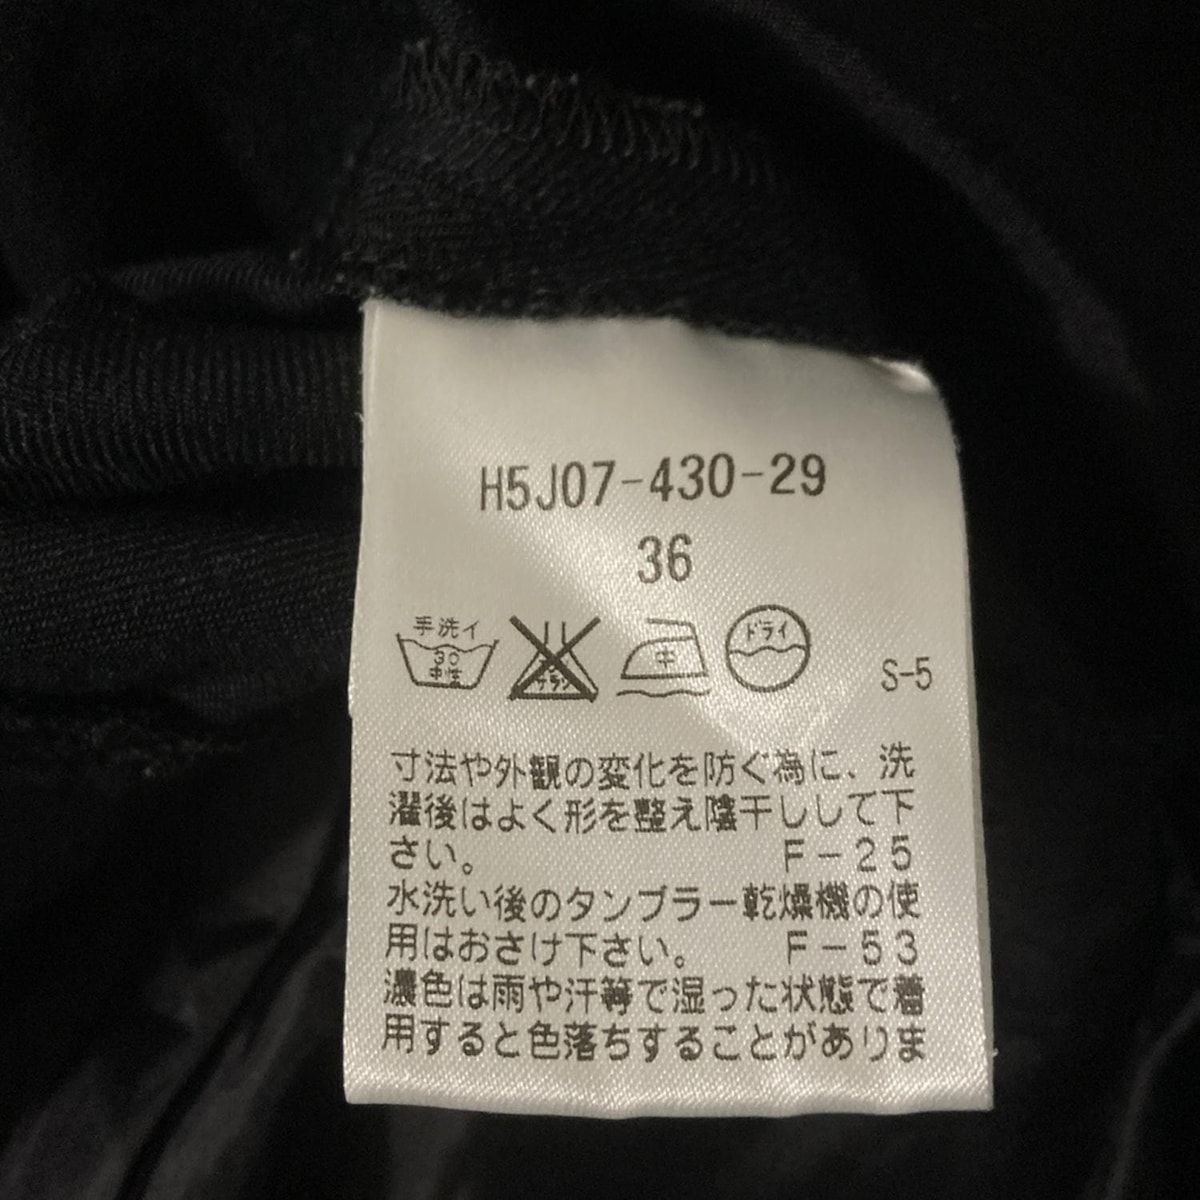 H5J07-430-29
36
手洗イ
30
中性
中
ドライ
S-5
寸法や外観の変化を防ぐ為に、洗
濯後はよく形を整え陰干しして下
さい。 F-25
水洗い後のタンブラー乾燥機の使
用はおさけ下さい。 F-53
濃色は雨や汗等で湿った状態で着
用すると色落ちすることがありま